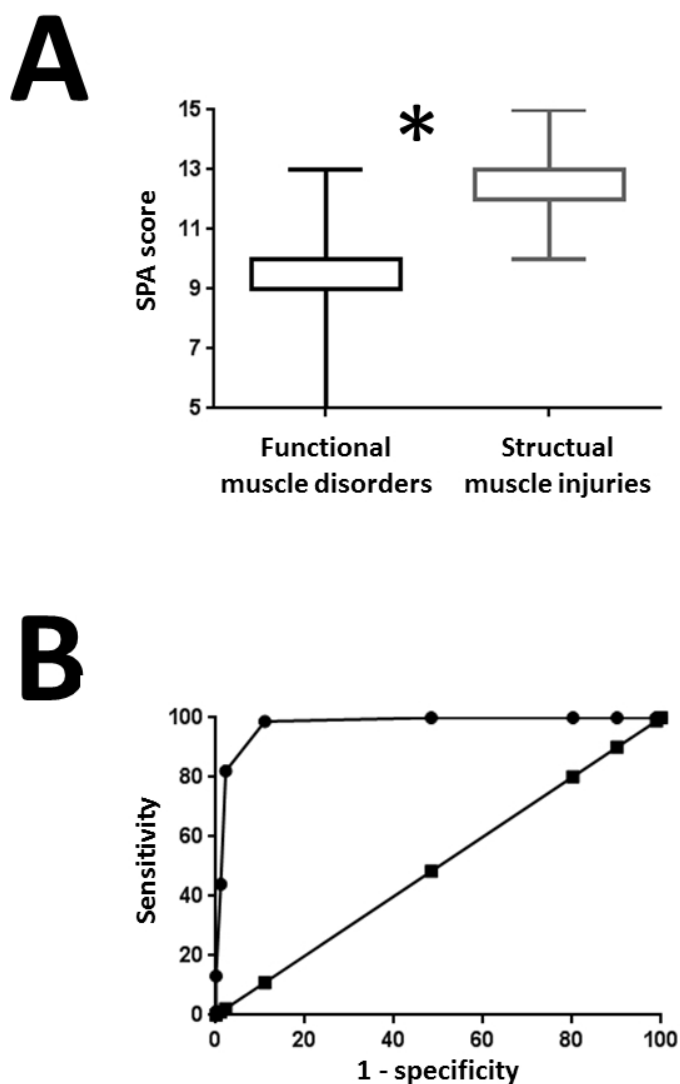 A
*
15
13
11
9
7
5
SPA score
Functional
muscle disorders
Structual
muscle injuries
B
100
80
60
40
20
0
Sensitivity
0 20 40 60 80 100
1 - specificity